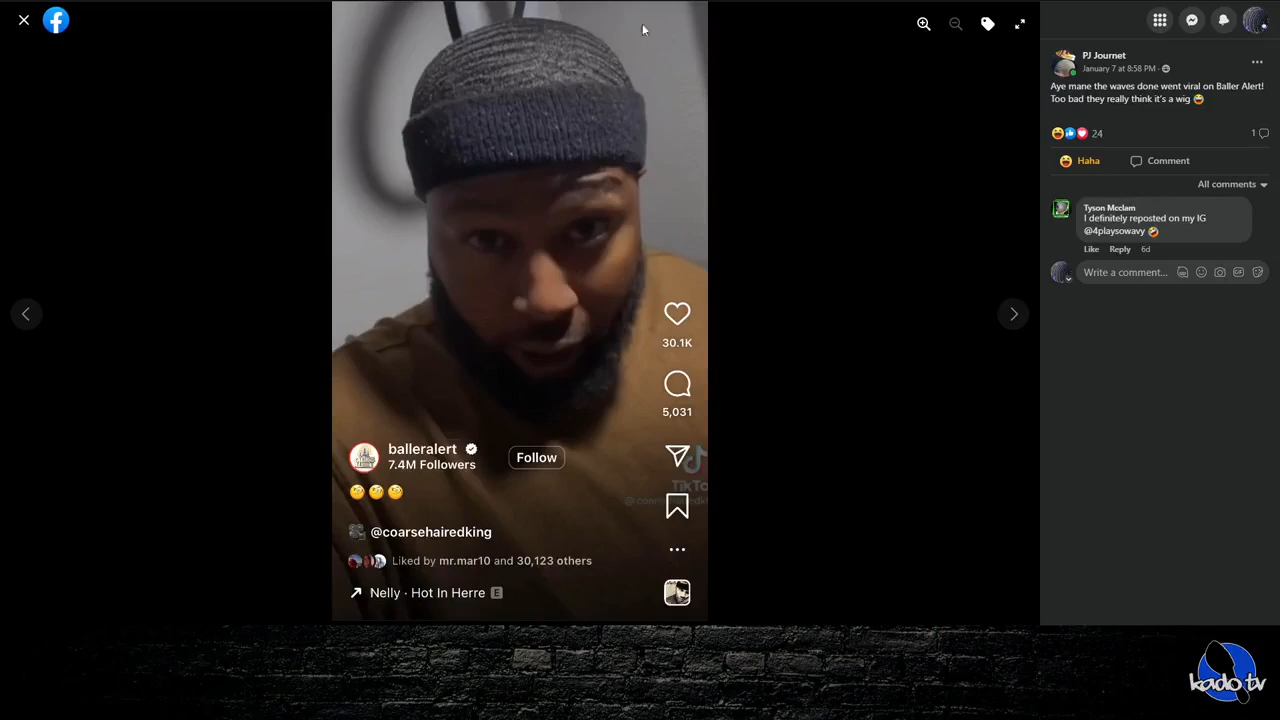 PJ Journet
January 7 at 8:58 PM ·
Aye mane the waves done went viral on Baller Alert!
Too bad they really think it's a wig 😂
24
1
Haha
Comment
All comments
Tyson Mcclam
I definitely reposted on my IG
@4playsowavy 🤣
Like Reply 6d
Write a comment...
30.1K
5,031
balleralert
7.4M Followers
Follow
🧐🧐🧐
TikTo
@coarsehairedking
Liked by mr.mar10 and 30,123 others
Nelly · Hot In Herre E
kado tv